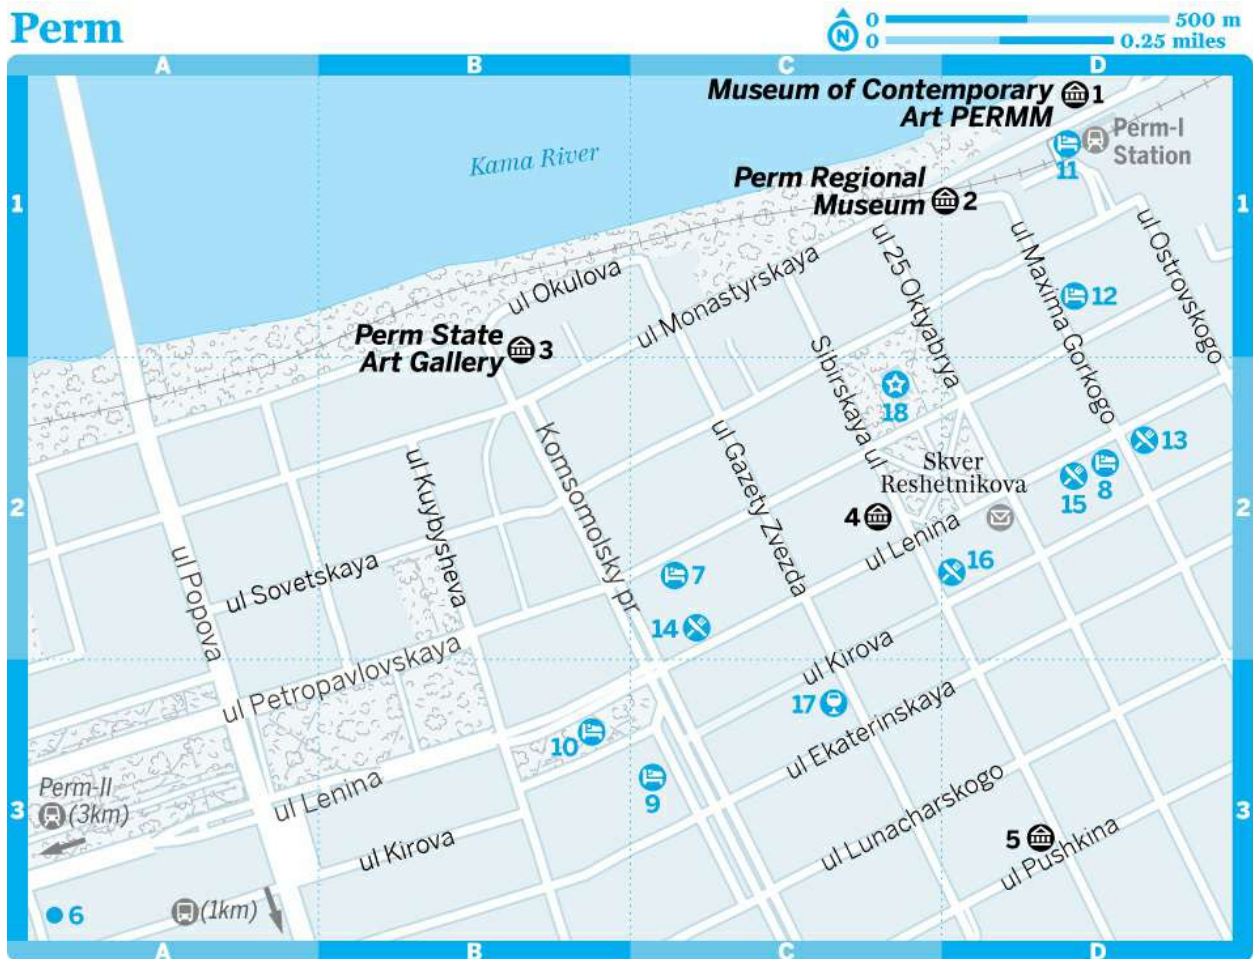 Perm
N
0 500 m
0 0.25 miles
A B C D
Museum of Contemporary
Art PERMM
1
Perm-I
Station
11
Kama River
Perm Regional
Museum
2
1 1
ul 25 Oktyabrya
ul Maxima Gorkogo
ul Ostrovskogo
ul Okulova
ul Monastyrskaya
12
Perm State
Art Gallery
3
Sibirskaya ul
18
13
Komsomolsky pr
ul Gazety Zvezda
ul Kuybysheva
Skver
Reshetnikova
15
8
2 2
4
ul Lenina
ul Popova
ul Sovetskaya
7
16
14
ul Petropavlovskaya
ul Kirova
17
10
ul Ekaterinskaya
Perm-II
(3km)
ul Lenina
9
3 3
ul Lunacharskogo
5
ul Pushkina
ul Kirova
6
(1km)
A B C D